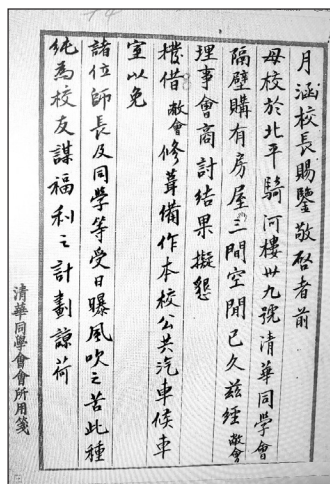 月涵校長賜鑒敬啓者前
母校於北平騎河樓卅九號清華同學會
隔壁購有房屋三間空閒已久茲經敝會
理事會商討結果擬懇
撥借敝會修葺備作本校公共汽車候車
室以免
諸位師長及同學等受日曝風吹之苦此種
純為校友謀福利之計劃諒荷
清華同學會會所用箋